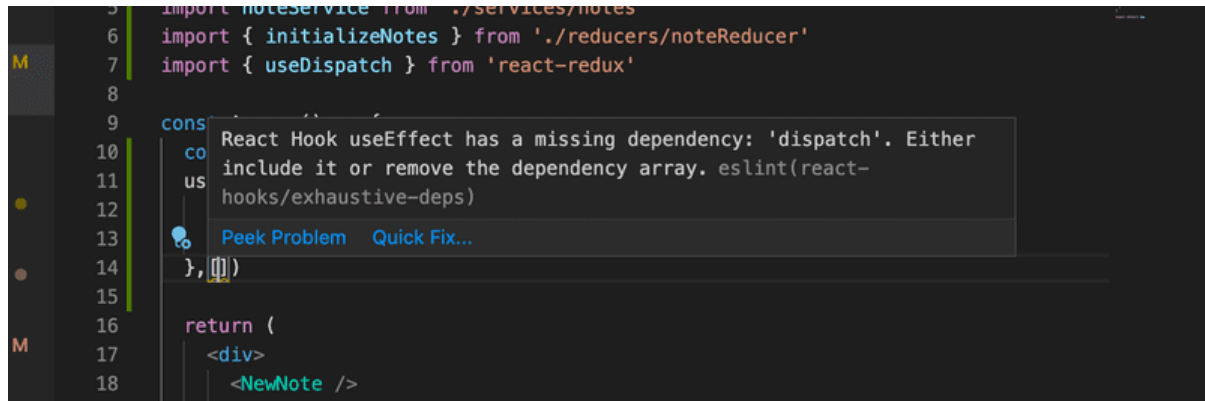 5 import noteService from './services/notes'
M 6 import { initializeNotes } from './reducers/noteReducer'
7 import { useDispatch } from 'react-redux'
8
9 cons
10 co
11 us
12
13
14 },[])
15
16 return (
M 17 <div>
18 <NewNote />
React Hook useEffect has a missing dependency: 'dispatch'. Either
include it or remove the dependency array. eslint(react-
hooks/exhaustive-deps)
Peek Problem Quick Fix...